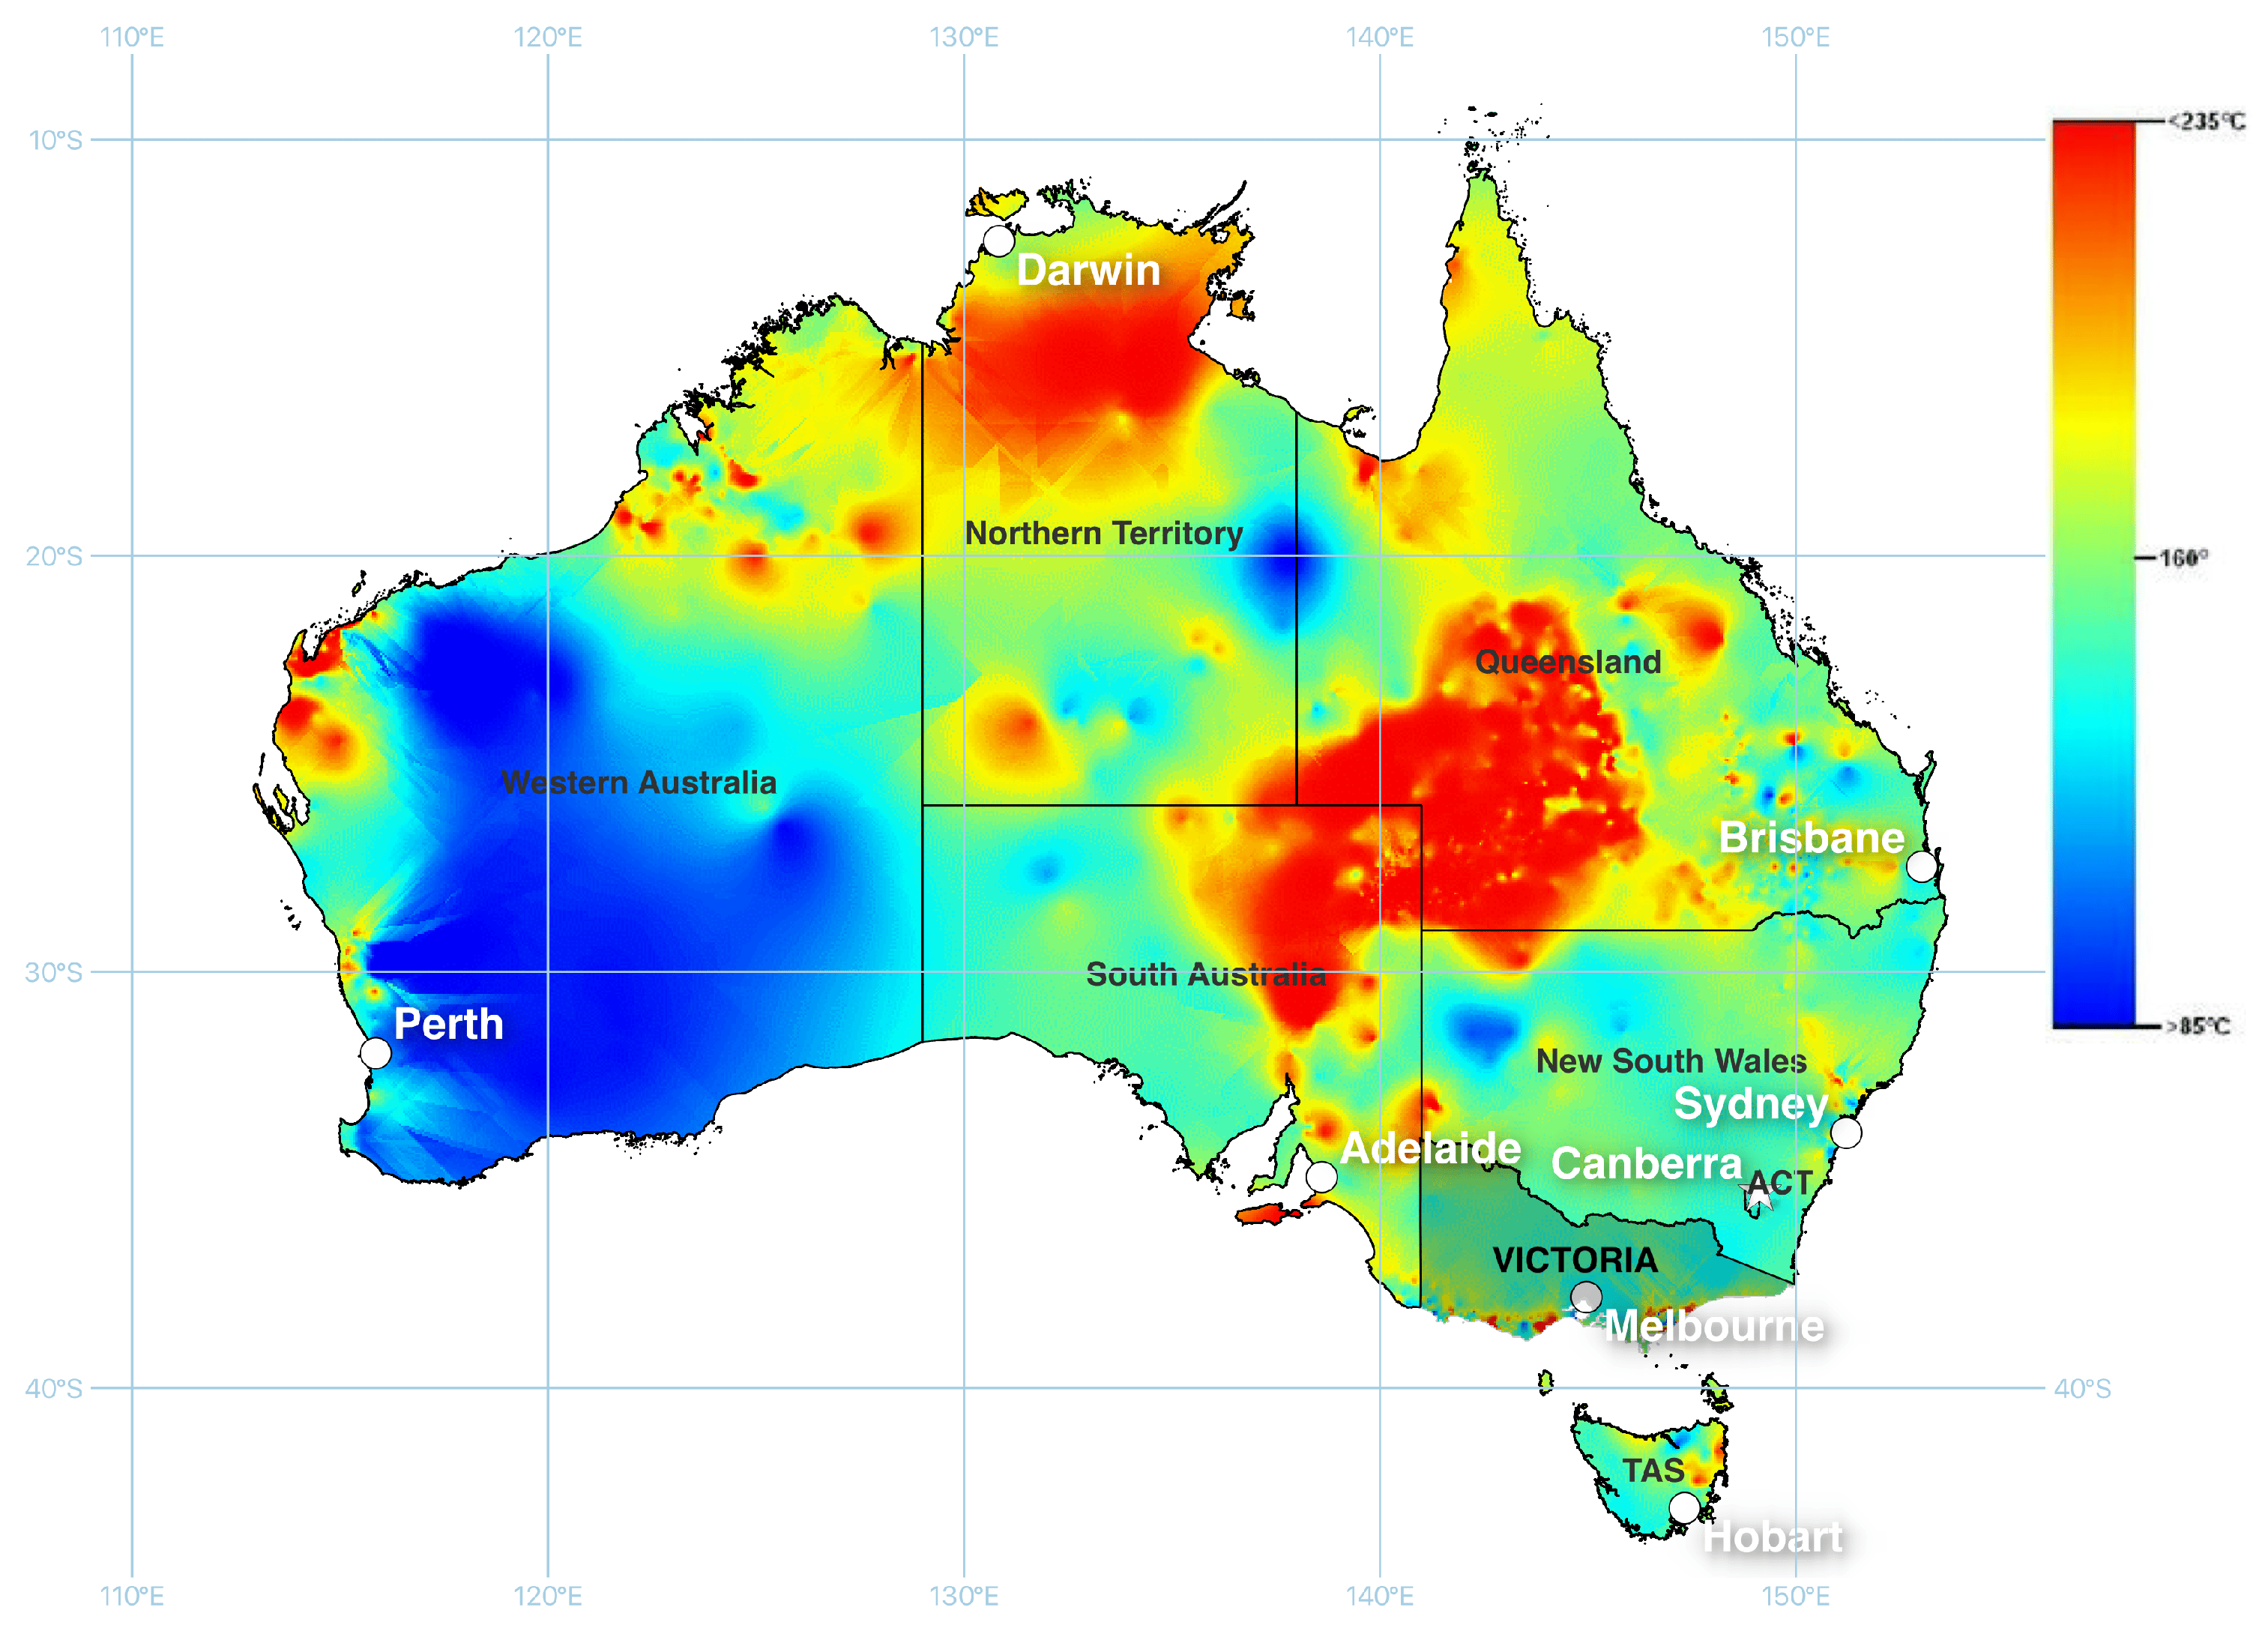 110°E 120°E 130°E 140°E 150°E
10°S
<235°C
Darwin
Northern Territory
20°S
160°
Queensland
Western Australia
Brisbane
30°S
South Australia
Perth
>85°C
New South Wales
Sydney
Adelaide
Canberra
ACT
VICTORIA
Melbourne
40°S 40°S
TAS
Hobart
110°E 120°E 130°E 140°E 150°E